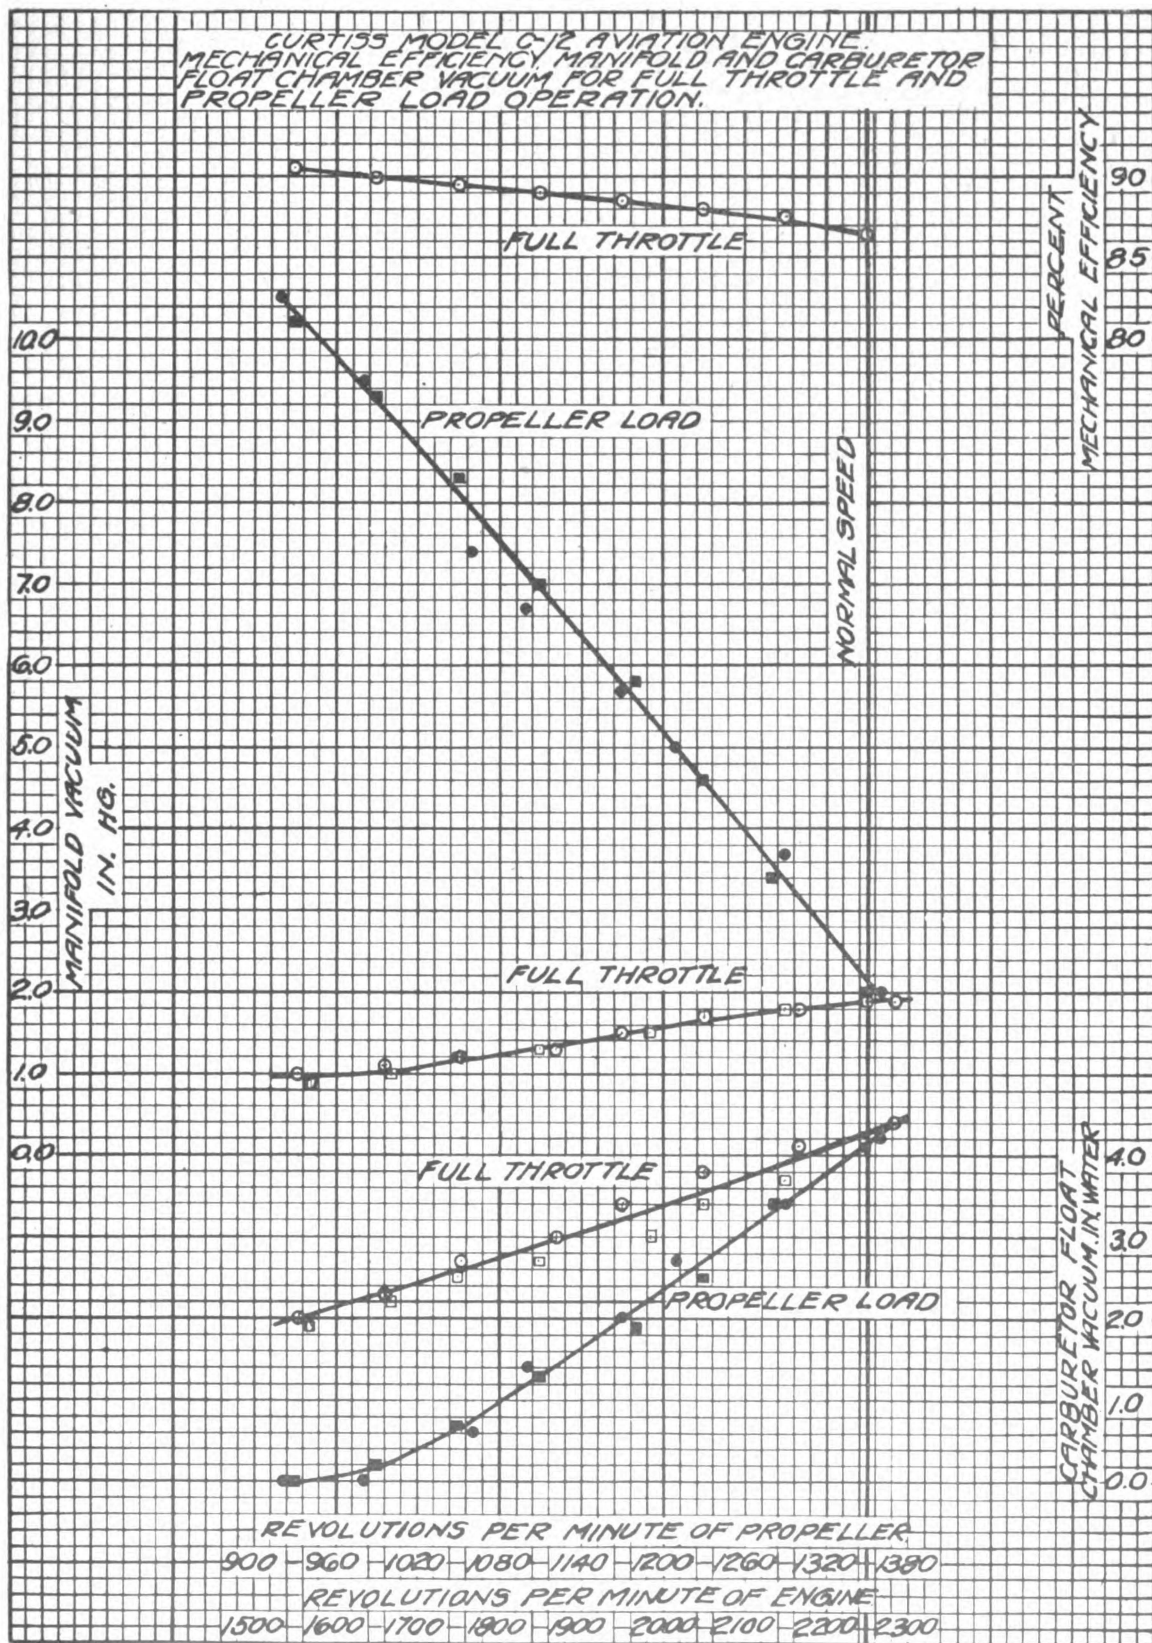 CURTISS MODEL C-12 AVIATION ENGINE.
MECHANICAL EFFICIENCY, MANIFOLD AND CARBURETOR
FLOAT CHAMBER VACUUM FOR FULL THROTTLE AND
PROPELLER LOAD OPERATION.
PERCENT
MECHANICAL EFFICIENCY
90
85
80
FULL THROTTLE
PROPELLER LOAD
NORMAL SPEED
10.0
9.0
8.0
7.0
6.0
5.0
4.0
3.0
2.0
1.0
0.0
MANIFOLD VACUUM
IN. HG.
FULL THROTTLE
FULL THROTTLE
PROPELLER LOAD
CARBURETOR FLOAT
CHAMBER VACUUM. IN. WATER
4.0
3.0
2.0
1.0
0.0
REVOLUTIONS PER MINUTE OF PROPELLER
900 960 1020 1080 1140 1200 1260 1320 1380
REVOLUTIONS PER MINUTE OF ENGINE
1500 1600 1700 1800 1900 2000 2100 2200 2300